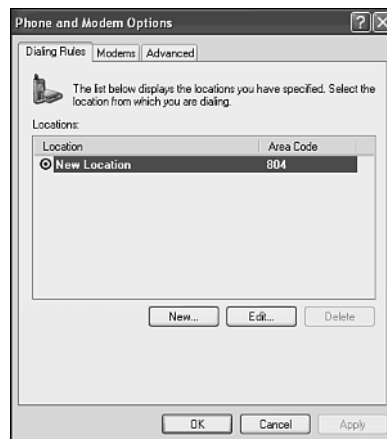 Phone and Modem Options
Dialing Rules Modems Advanced
The list below displays the locations you have specified. Select the
location from which you are dialing.
Locations:
Location Area Code
New Location 804
New... Edit... Delete
OK Cancel Apply